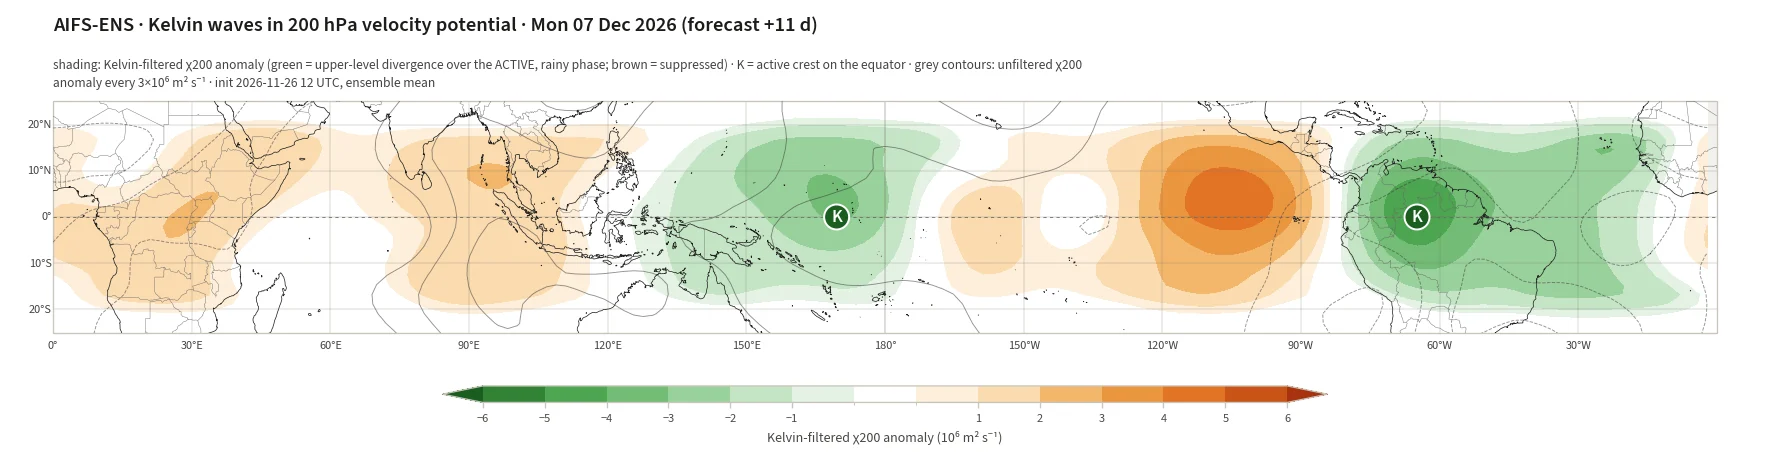 AIFS-ENS · Kelvin waves in 200 hPa velocity potential · Mon 07 Dec 2026 (forecast +11 d)
shading: Kelvin-filtered χ200 anomaly (green = upper-level divergence over the ACTIVE, rainy phase; brown = suppressed) · K = active crest on the equator · grey contours: unfiltered χ200
anomaly every 3×10⁶ m² s⁻¹ · init 2026-11-26 12 UTC, ensemble mean
20°N
10°N
0°
10°S
20°S
K K
0° 30°E 60°E 90°E 120°E 150°E 180° 150°W 120°W 90°W 60°W 30°W
−6 −5 −4 −3 −2 −1 1 2 3 4 5 6
Kelvin-filtered χ200 anomaly (10⁶ m² s⁻¹)